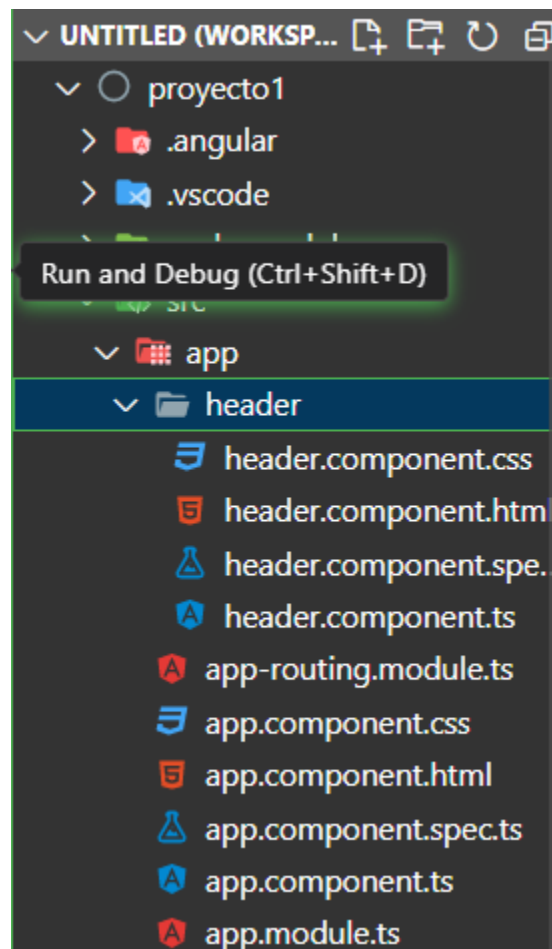 UNTITLED (WORKSP...
proyecto1
.angular
.vscode
Run and Debug (Ctrl+Shift+D)
src
app
header
header.component.css
header.component.html
header.component.spe...
header.component.ts
app-routing.module.ts
app.component.css
app.component.html
app.component.spec.ts
app.component.ts
app.module.ts